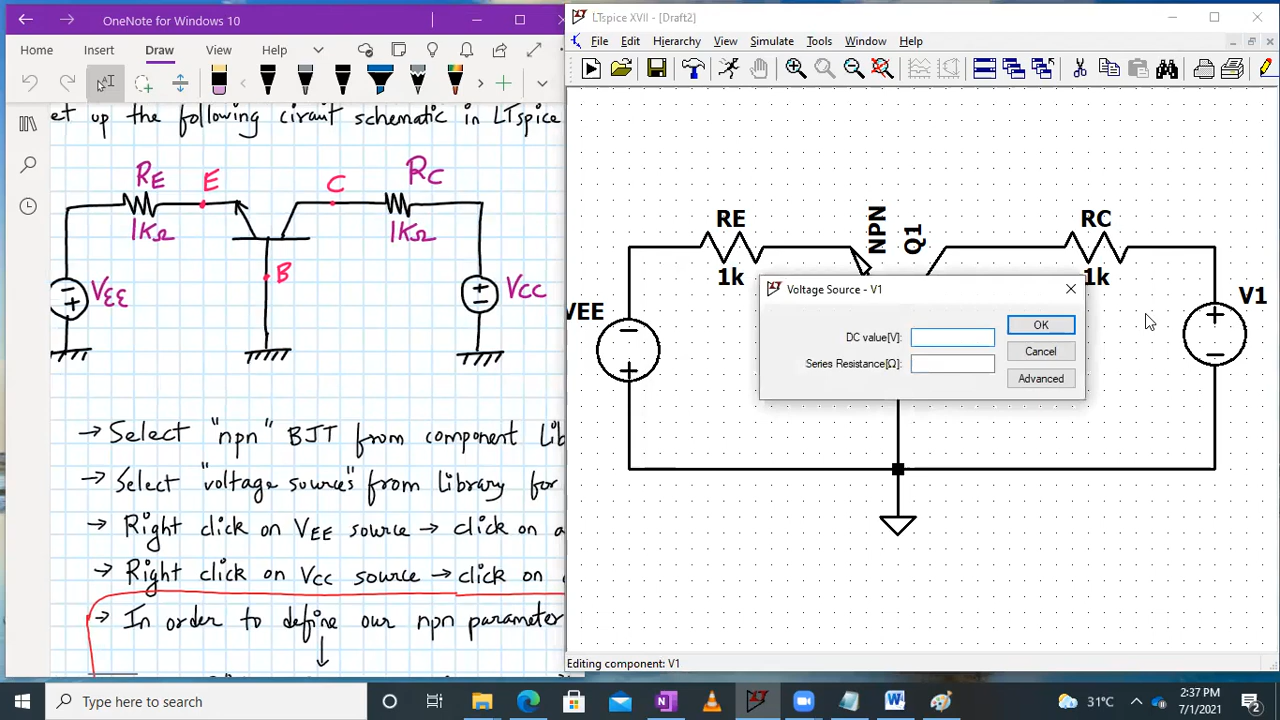 OneNote for Windows 10
Home Insert Draw View Help
et up the following ciraut schematic in LTspice
RE E C RC
1KΩ 1KΩ
VEE B VCC
→ Select "npn" BJT from component Lib
→ Select "voltage sources" from library for
→ Right click on VEE source → click on a
→ Right click on Vcc source → click on
→ In order to define our npn parameter
LTspice XVII - [Draft2]
File Edit Hierarchy View Simulate Tools Window Help
RE NPN Q1 RC
1k 1k
VEE V1
Voltage Source - V1
DC value[V]: OK
Series Resistance[Ω]: Cancel
Advanced
Editing component: V1
Type here to search
31°C
2:37 PM
7/1/2021
2